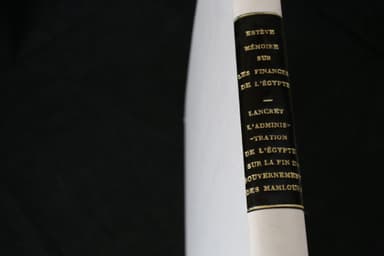 ESTÈVE
MÉMOIRE
SUR
LES FINANCES
DE L'ÉGYPTE
—
LANCRET
L'ADMINIS-
-TRATION
DE L'ÉGYPTE
SUR LA FIN DU
GOUVERNEMENT
DES MAMLOUKS